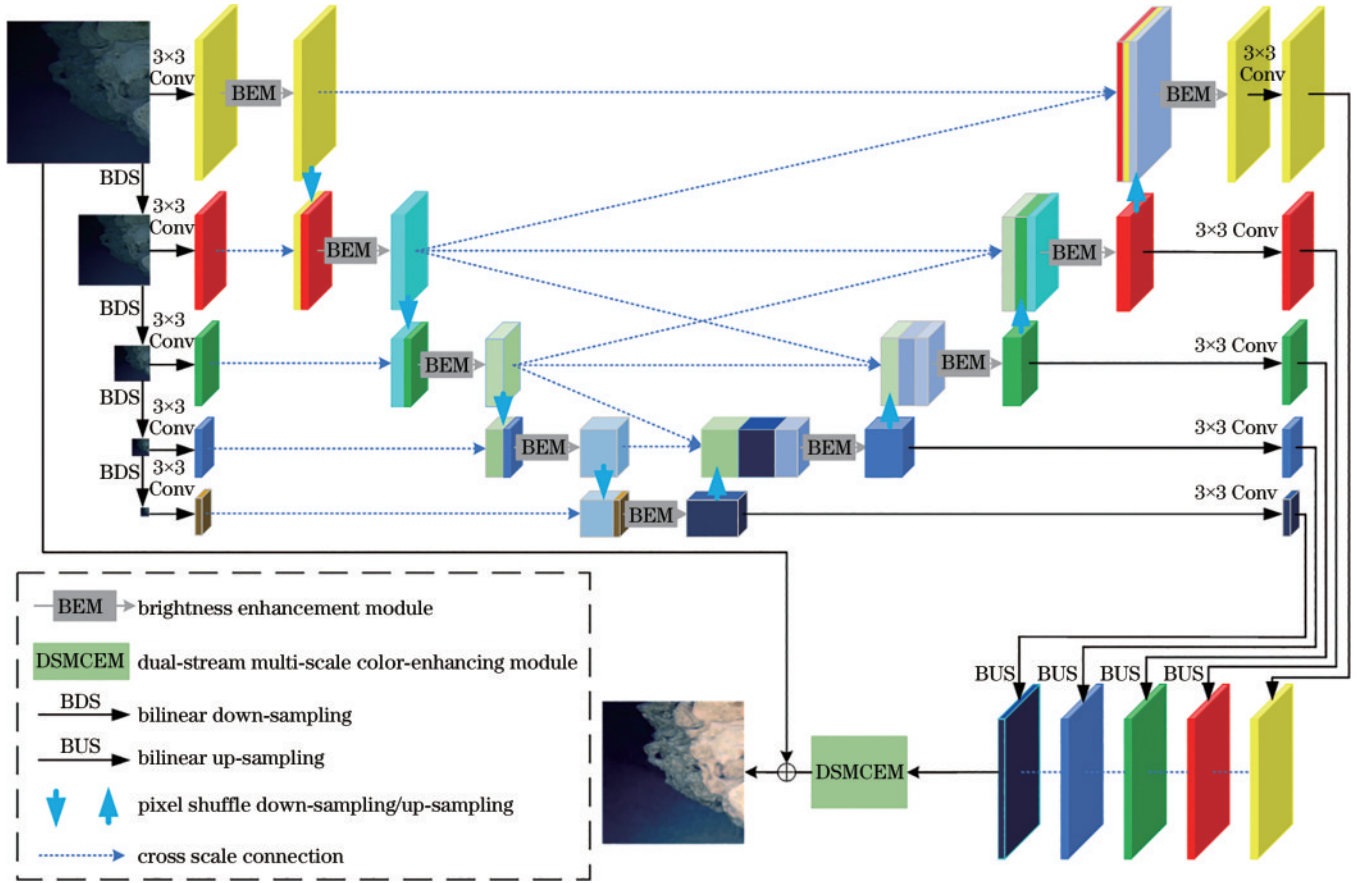 3×3
Conv
BEM
BEM
3×3
Conv
BDS
3×3
Conv
BEM
BEM
3×3 Conv
BDS
3×3
Conv
BEM
BEM
3×3 Conv
BDS
3×3
Conv
BEM
BEM
3×3 Conv
BDS
3×3
Conv
BEM
3×3 Conv
BEM brightness enhancement module
DSMCEM dual-stream multi-scale color-enhancing module
BDS bilinear down-sampling
BUS bilinear up-sampling
pixel shuffle down-sampling/up-sampling
cross scale connection
BUS
BUS
BUS
BUS
DSMCEM